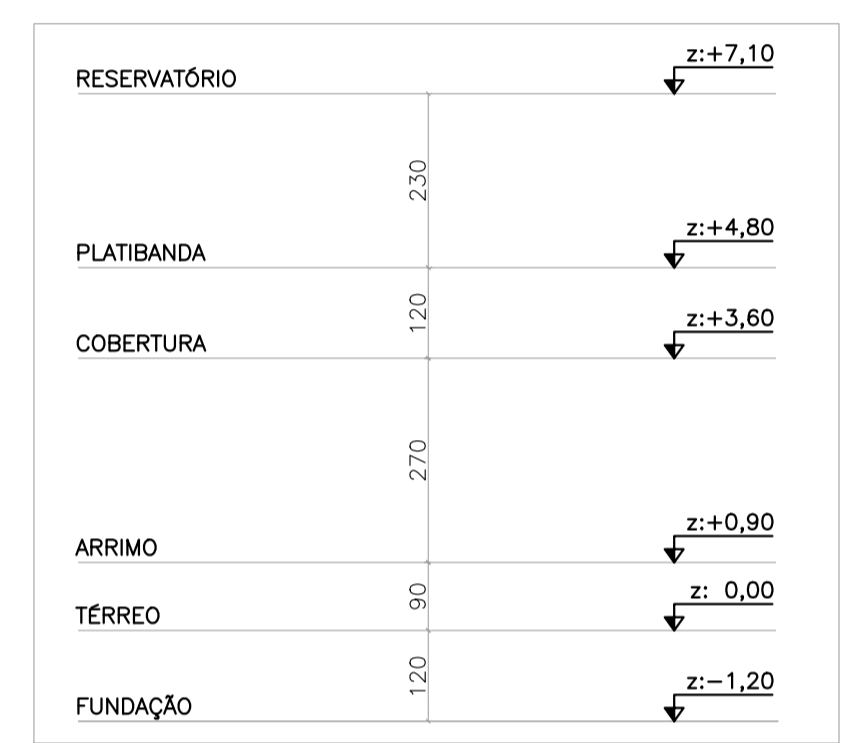 z:+7,10
RESERVATÓRIO
230
z:+4,80
PLATIBANDA
120
z:+3,60
COBERTURA
270
z:+0,90
ARRIMO
90
z: 0,00
TÉRREO
120
z:−1,20
FUNDAÇÃO